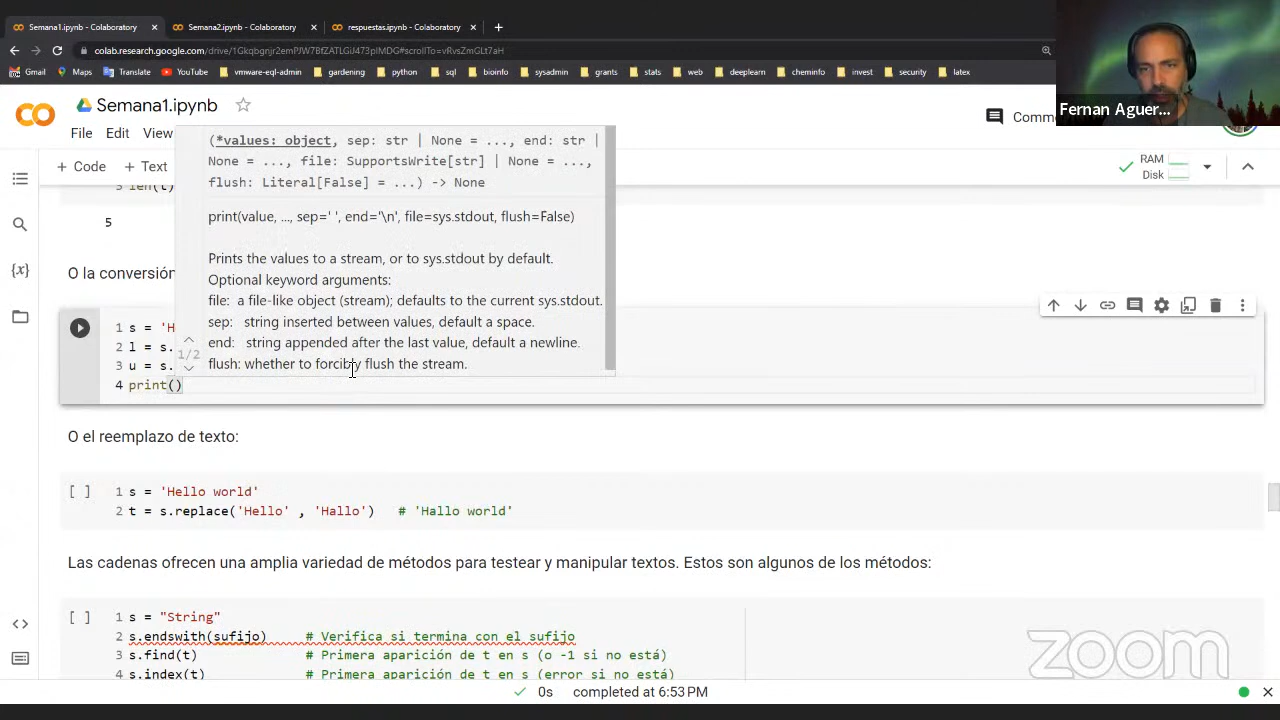 Semana1.ipynb - Colaboratory
Semana2.ipynb - Colaboratory
respuestas.ipynb - Colaboratory
Gmail Maps Translate YouTube vmware-eql-admin gardening python sql bioinfo sysadmin grants stats web deeplearn cheminfo invest security latex
Fernan Aguer...
Semana1.ipynb
File Edit View
Comm
+ Code + Text
RAM
Disk
(*values: object, sep: str | None = ..., end: str |
None = ..., file: SupportsWrite[str] | None = ...,
flush: Literal[False] = ...) -> None
print(value, ..., sep=' ', end='\n', file=sys.stdout, flush=False)
Prints the values to a stream, or to sys.stdout by default.
Optional keyword arguments:
file: a file-like object (stream); defaults to the current sys.stdout.
sep: string inserted between values, default a space.
end: string appended after the last value, default a newline.
flush: whether to forcibly flush the stream.
1/2
3 len(t)
5
O la conversión
1 s = 'H
2 l = s.
3 u = s.
4 print()
O el reemplazo de texto:
[ ] 1 s = 'Hello world'
2 t = s.replace('Hello' , 'Hallo') # 'Hallo world'
Las cadenas ofrecen una amplia variedad de métodos para testear y manipular textos. Estos son algunos de los métodos:
[ ] 1 s = "String"
2 s.endswith(sufijo) # Verifica si termina con el sufijo
3 s.find(t) # Primera aparición de t en s (o -1 si no está)
4 s.index(t) # Primera aparición de t en s (error si no está)
zoom
0s completed at 6:53 PM